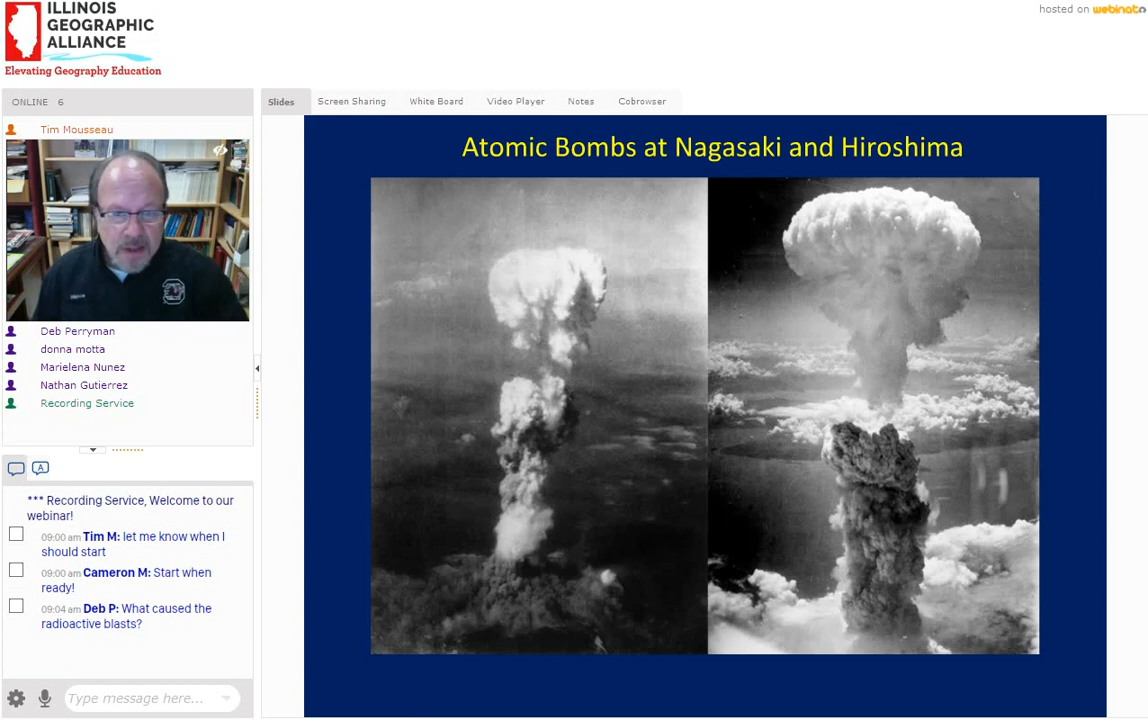 ILLINOIS
GEOGRAPHIC
ALLIANCE
Elevating Geography Education
hosted on webinato
ONLINE 6
Slides
Screen Sharing
White Board
Video Player
Notes
Cobrowser
Tim Mousseau
Atomic Bombs at Nagasaki and Hiroshima
Deb Perryman
donna motta
Marielena Nunez
Nathan Gutierrez
Recording Service
A
*** Recording Service, Welcome to our
webinar!
09:00 am Tim M: let me know when I
should start
09:00 am Cameron M: Start when
ready!
09:04 am Deb P: What caused the
radioactive blasts?
Type message here...